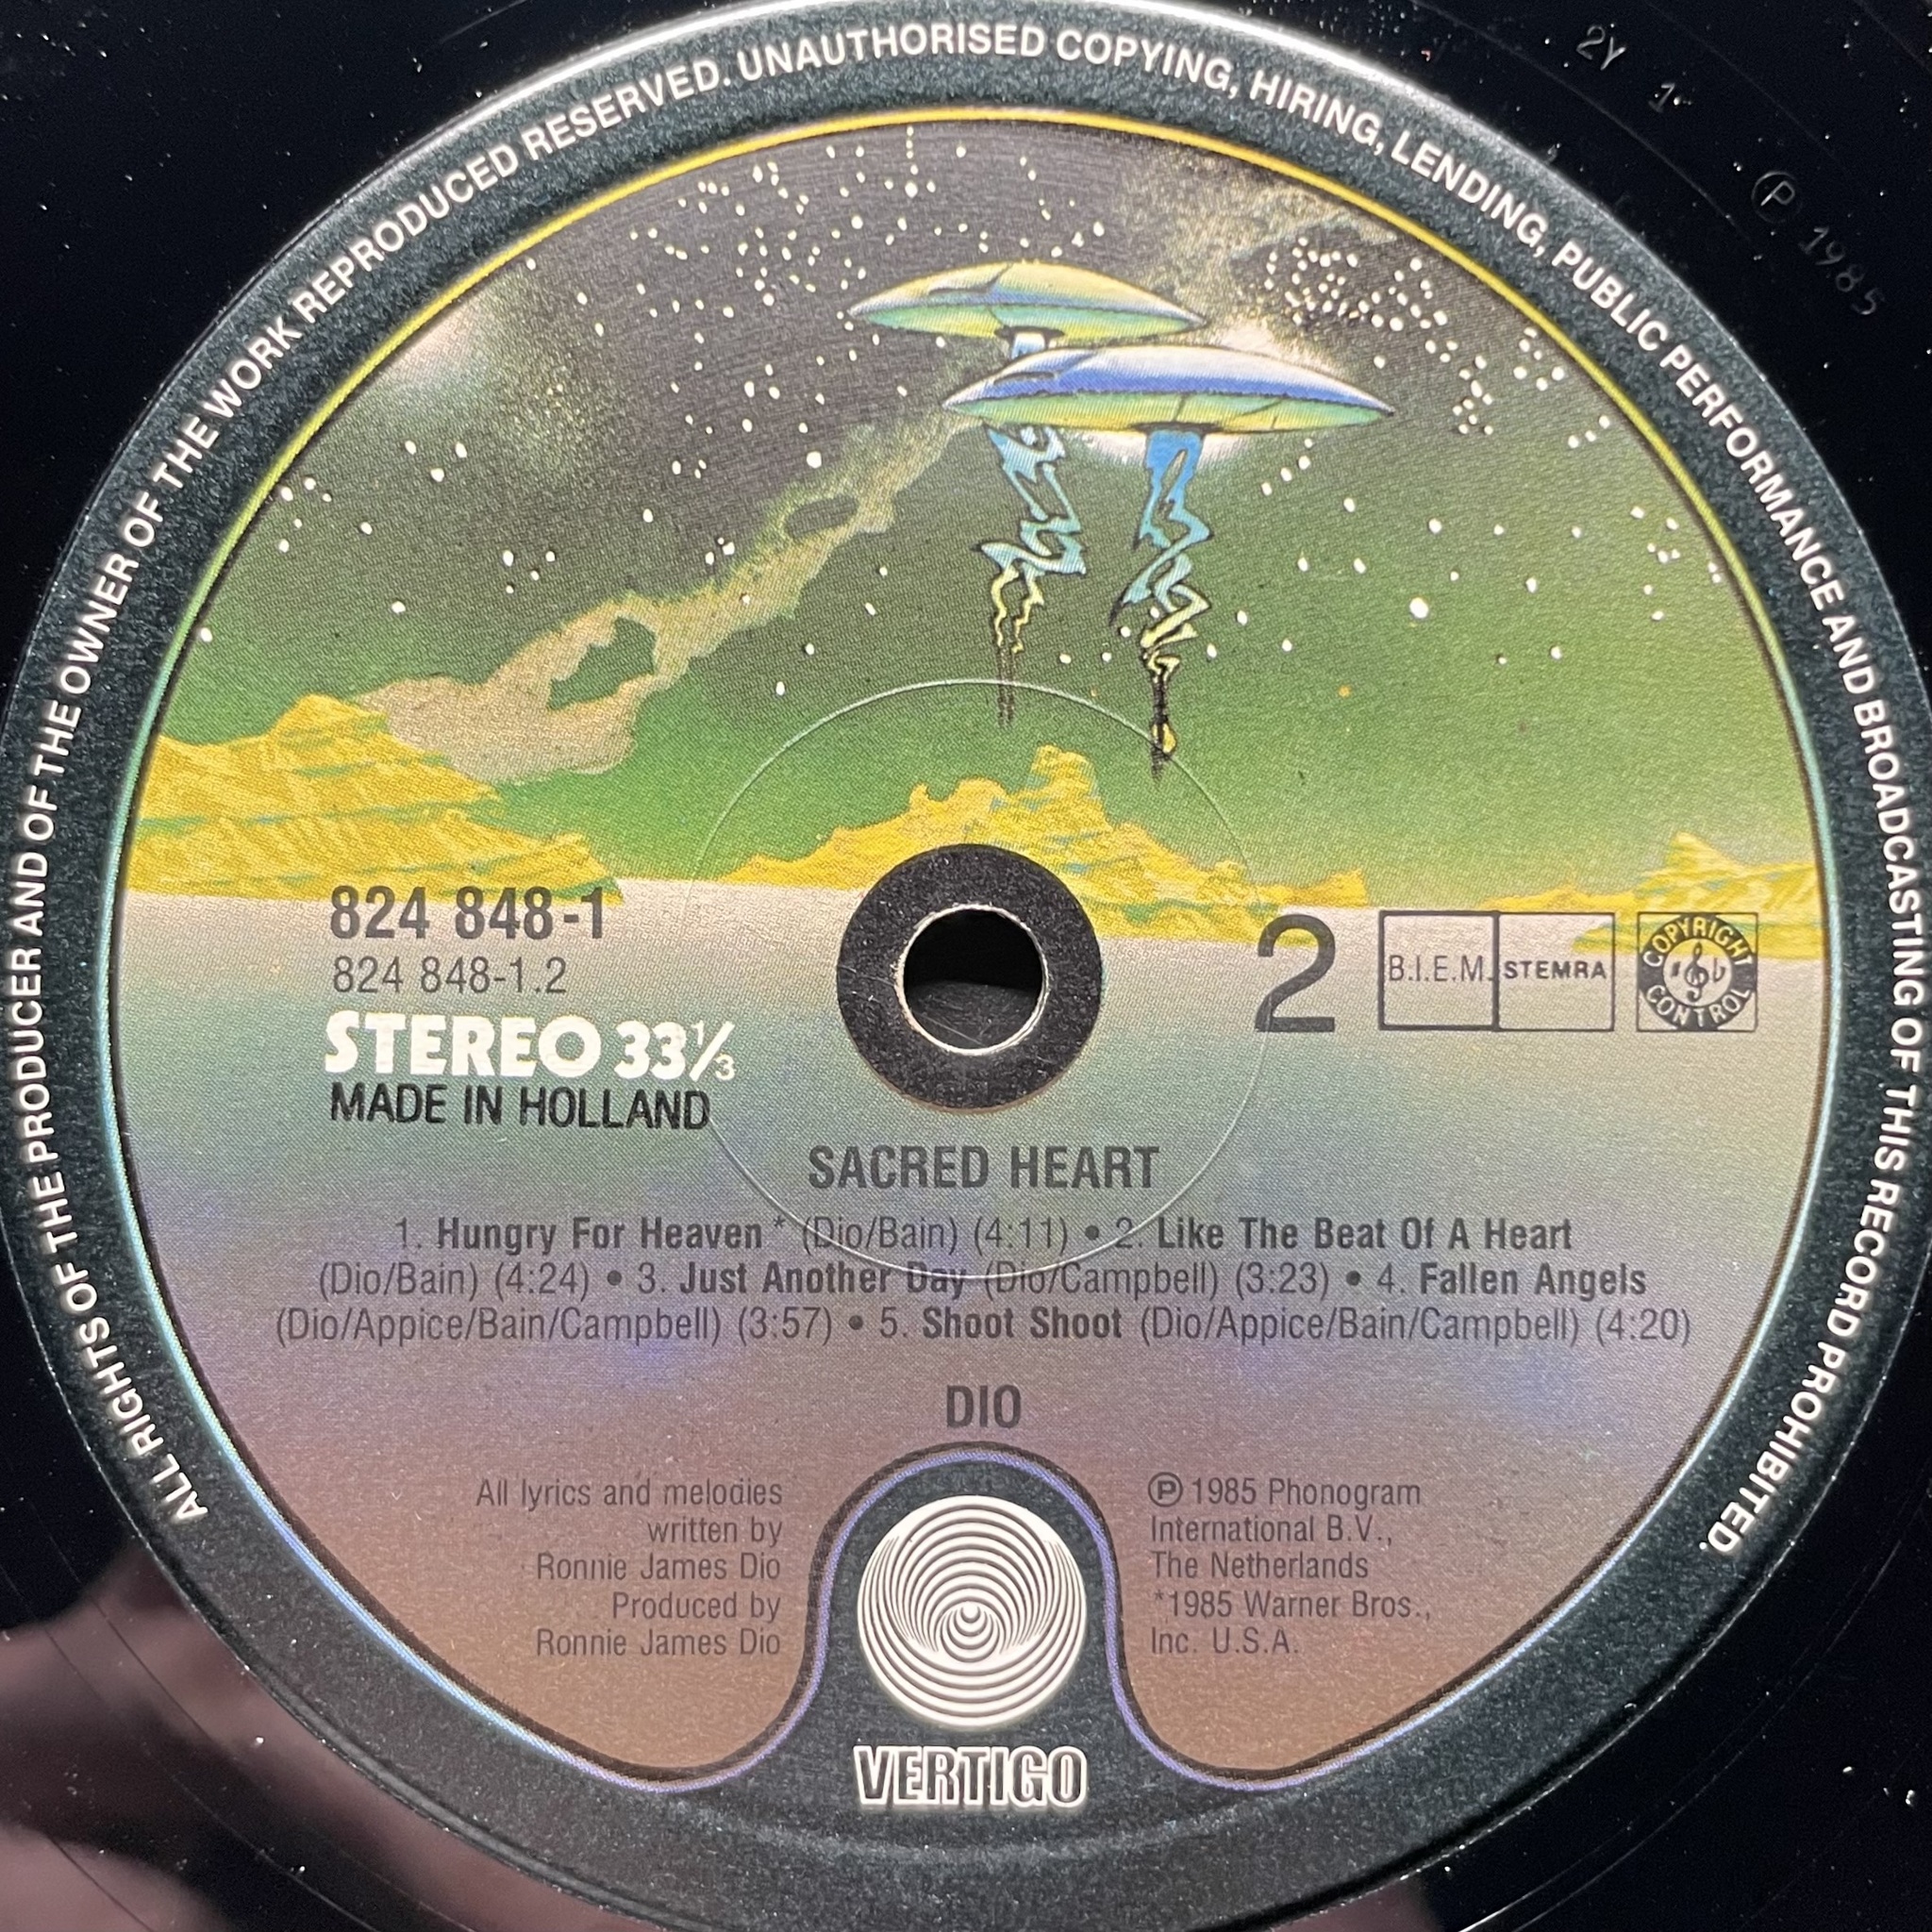 ALL RIGHTS OF THE PRODUCER AND OF THE OWNER OF THE WORK REPRODUCED RESERVED. UNAUTHORISED COPYING, HIRING, LENDING, PUBLIC PERFORMANCE AND BROADCASTING OF THIS RECORD PROHIBITED.
2Y 1 ℗ 1985
824 848-1
824 848-1.2
STEREO 33⅓
MADE IN HOLLAND
2
B.I.E.M. STEMRA
COPYRIGHT CONTROL
SACRED HEART
1. Hungry For Heaven * (Dio/Bain) (4:11) • 2. Like The Beat Of A Heart
(Dio/Bain) (4:24) • 3. Just Another Day (Dio/Campbell) (3:23) • 4. Fallen Angels
(Dio/Appice/Bain/Campbell) (3:57) • 5. Shoot Shoot (Dio/Appice/Bain/Campbell) (4:20)
DIO
All lyrics and melodies
written by
Ronnie James Dio
Produced by
Ronnie James Dio
℗ 1985 Phonogram
International B.V.,
The Netherlands
*1985 Warner Bros.,
Inc. U.S.A.
VERTIGO